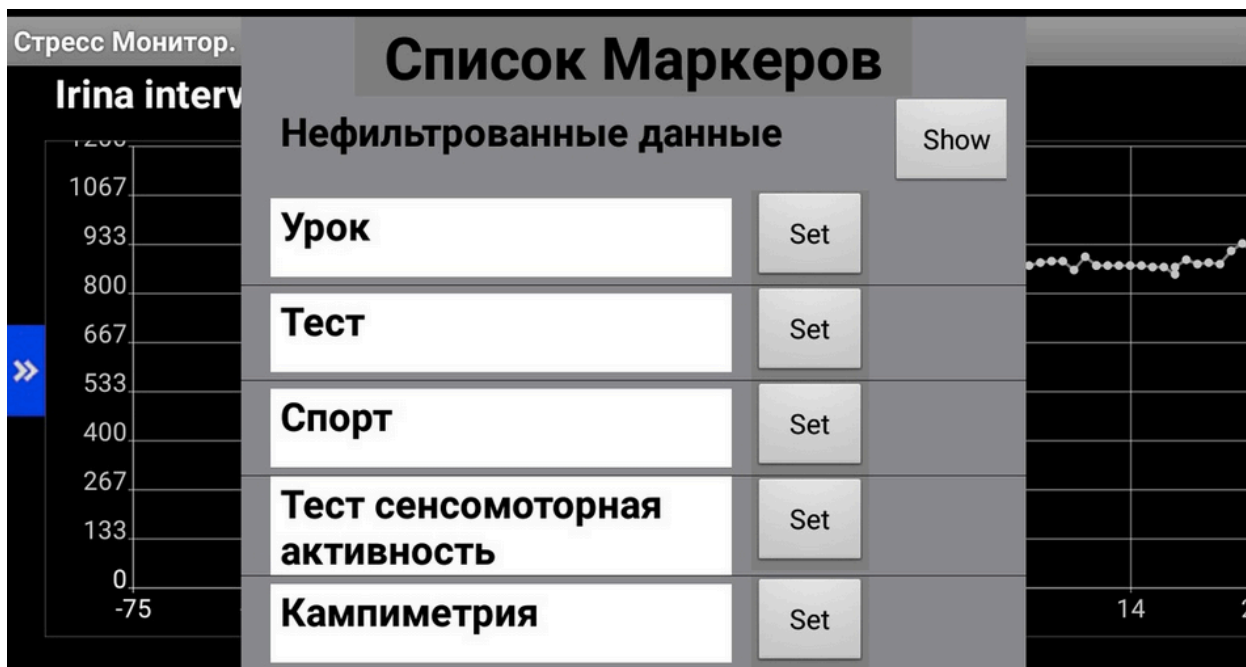 Стресс Монитор.
Список Маркеров
Irina interv
Нефильтрованные данные
Show
1200
1067
933
800
667
533
400
267
133
0
-75
14
Урок
Set
Тест
Set
Спорт
Set
Тест сенсомоторная
активность
Set
Кампиметрия
Set